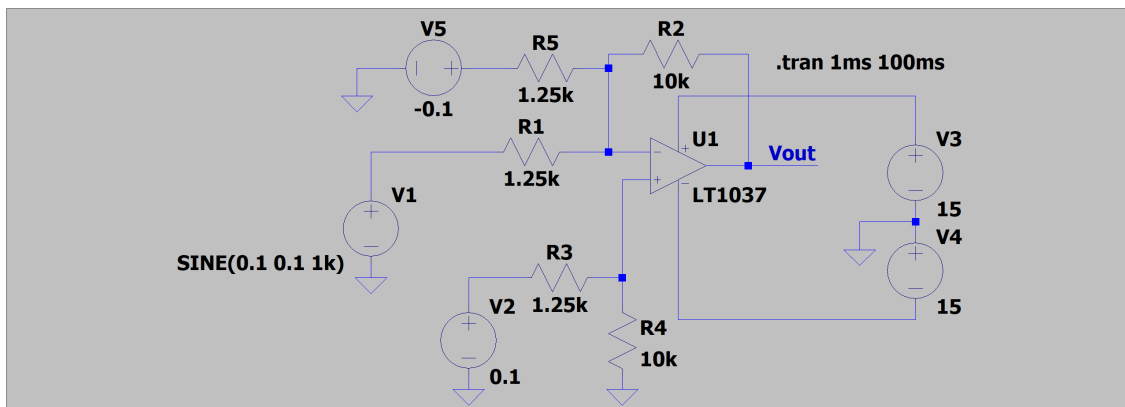 V5
R5
R2
.tran 1ms 100ms
10k
-0.1
1.25k
R1
U1
V3
Vout
1.25k
V1
LT1037
15
V4
SINE(0.1 0.1 1k)
R3
V2
1.25k
15
R4
10k
0.1